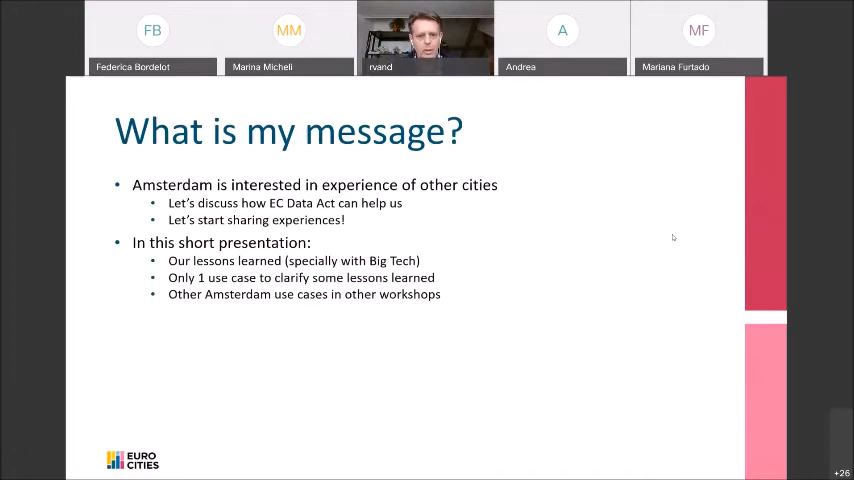 FB
MM
A
MF
Federica Bordelot
Marina Micheli
rvand
Andrea
Mariana Furtado
What is my message?
• Amsterdam is interested in experience of other cities
• Let's discuss how EC Data Act can help us
• Let's start sharing experiences!
• In this short presentation:
• Our lessons learned (specially with Big Tech)
• Only 1 use case to clarify some lessons learned
• Other Amsterdam use cases in other workshops
EURO
CITIES
+26